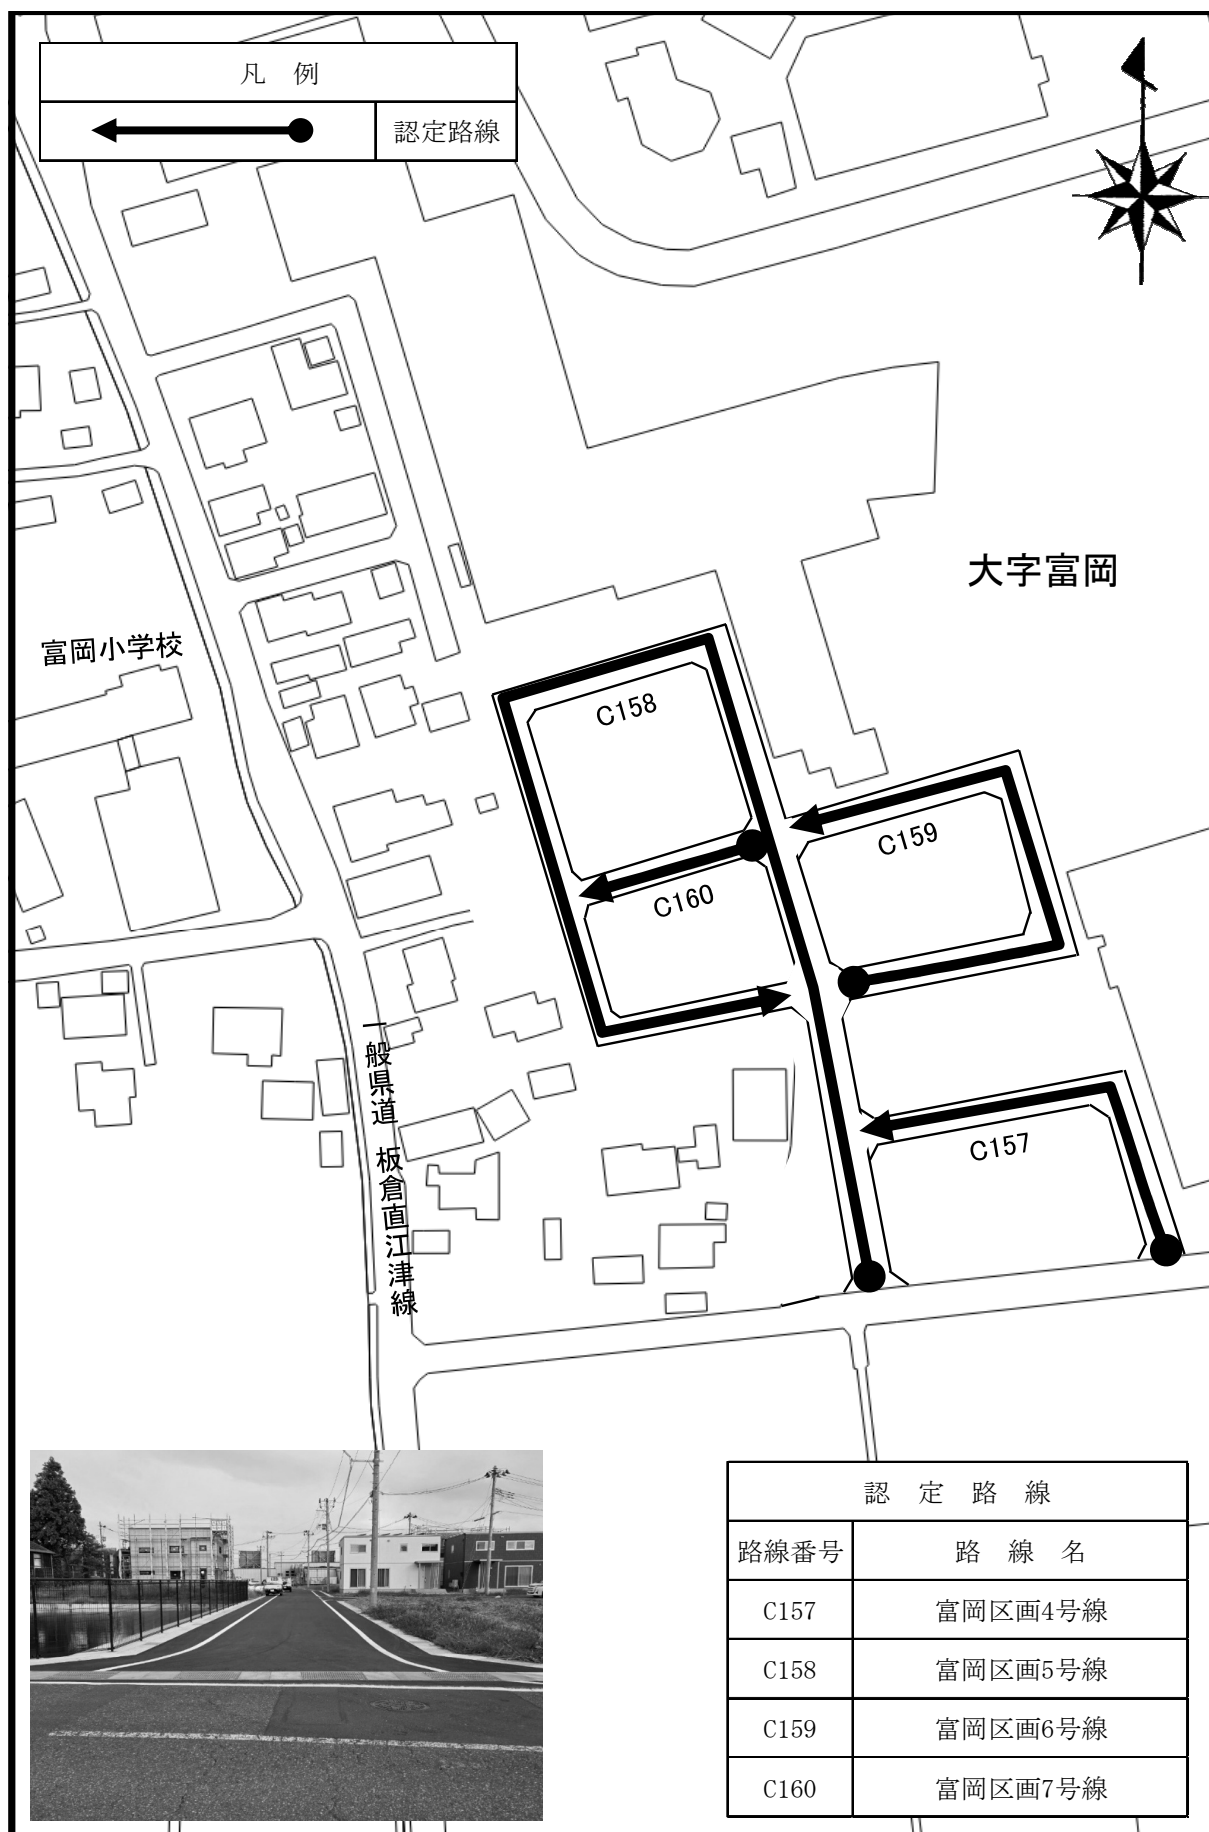 凡 例
認定路線
大字富岡
富岡小学校
C158
C159
C160
C157
一般県道 板倉直江津線
認 定 路 線
路線番号 路 線 名
C157 富岡区画4号線
C158 富岡区画5号線
C159 富岡区画6号線
C160 富岡区画7号線